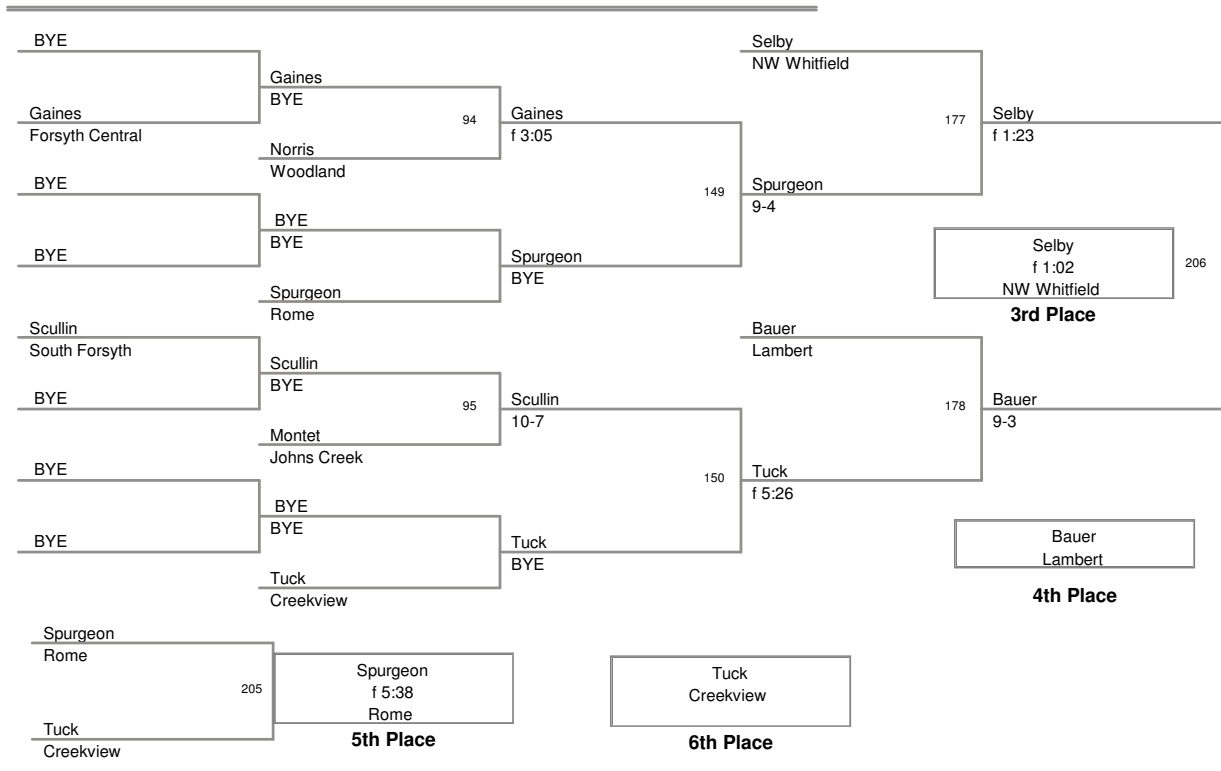 BYE
Gaines
Forsyth Central
BYE
BYE
Scullin
South Forsyth
BYE
BYE
BYE
Gaines
BYE
94
Norris
Woodland
BYE
BYE
Spurgeon
Rome
Scullin
BYE
95
Montet
Johns Creek
BYE
BYE
Tuck
Creekview
Gaines
f 3:05
149
Spurgeon
BYE
Scullin
10-7
150
Tuck
BYE
Selby
NW Whitfield
177
Spurgeon
9-4
Bauer
Lambert
178
Tuck
f 5:26
Selby
f 1:23
Selby
f 1:02
NW Whitfield
206
3rd Place
Bauer
9-3
Bauer
Lambert
4th Place
Spurgeon
Rome
205
Tuck
Creekview
Spurgeon
f 5:38
Rome
5th Place
Tuck
Creekview
6th Place